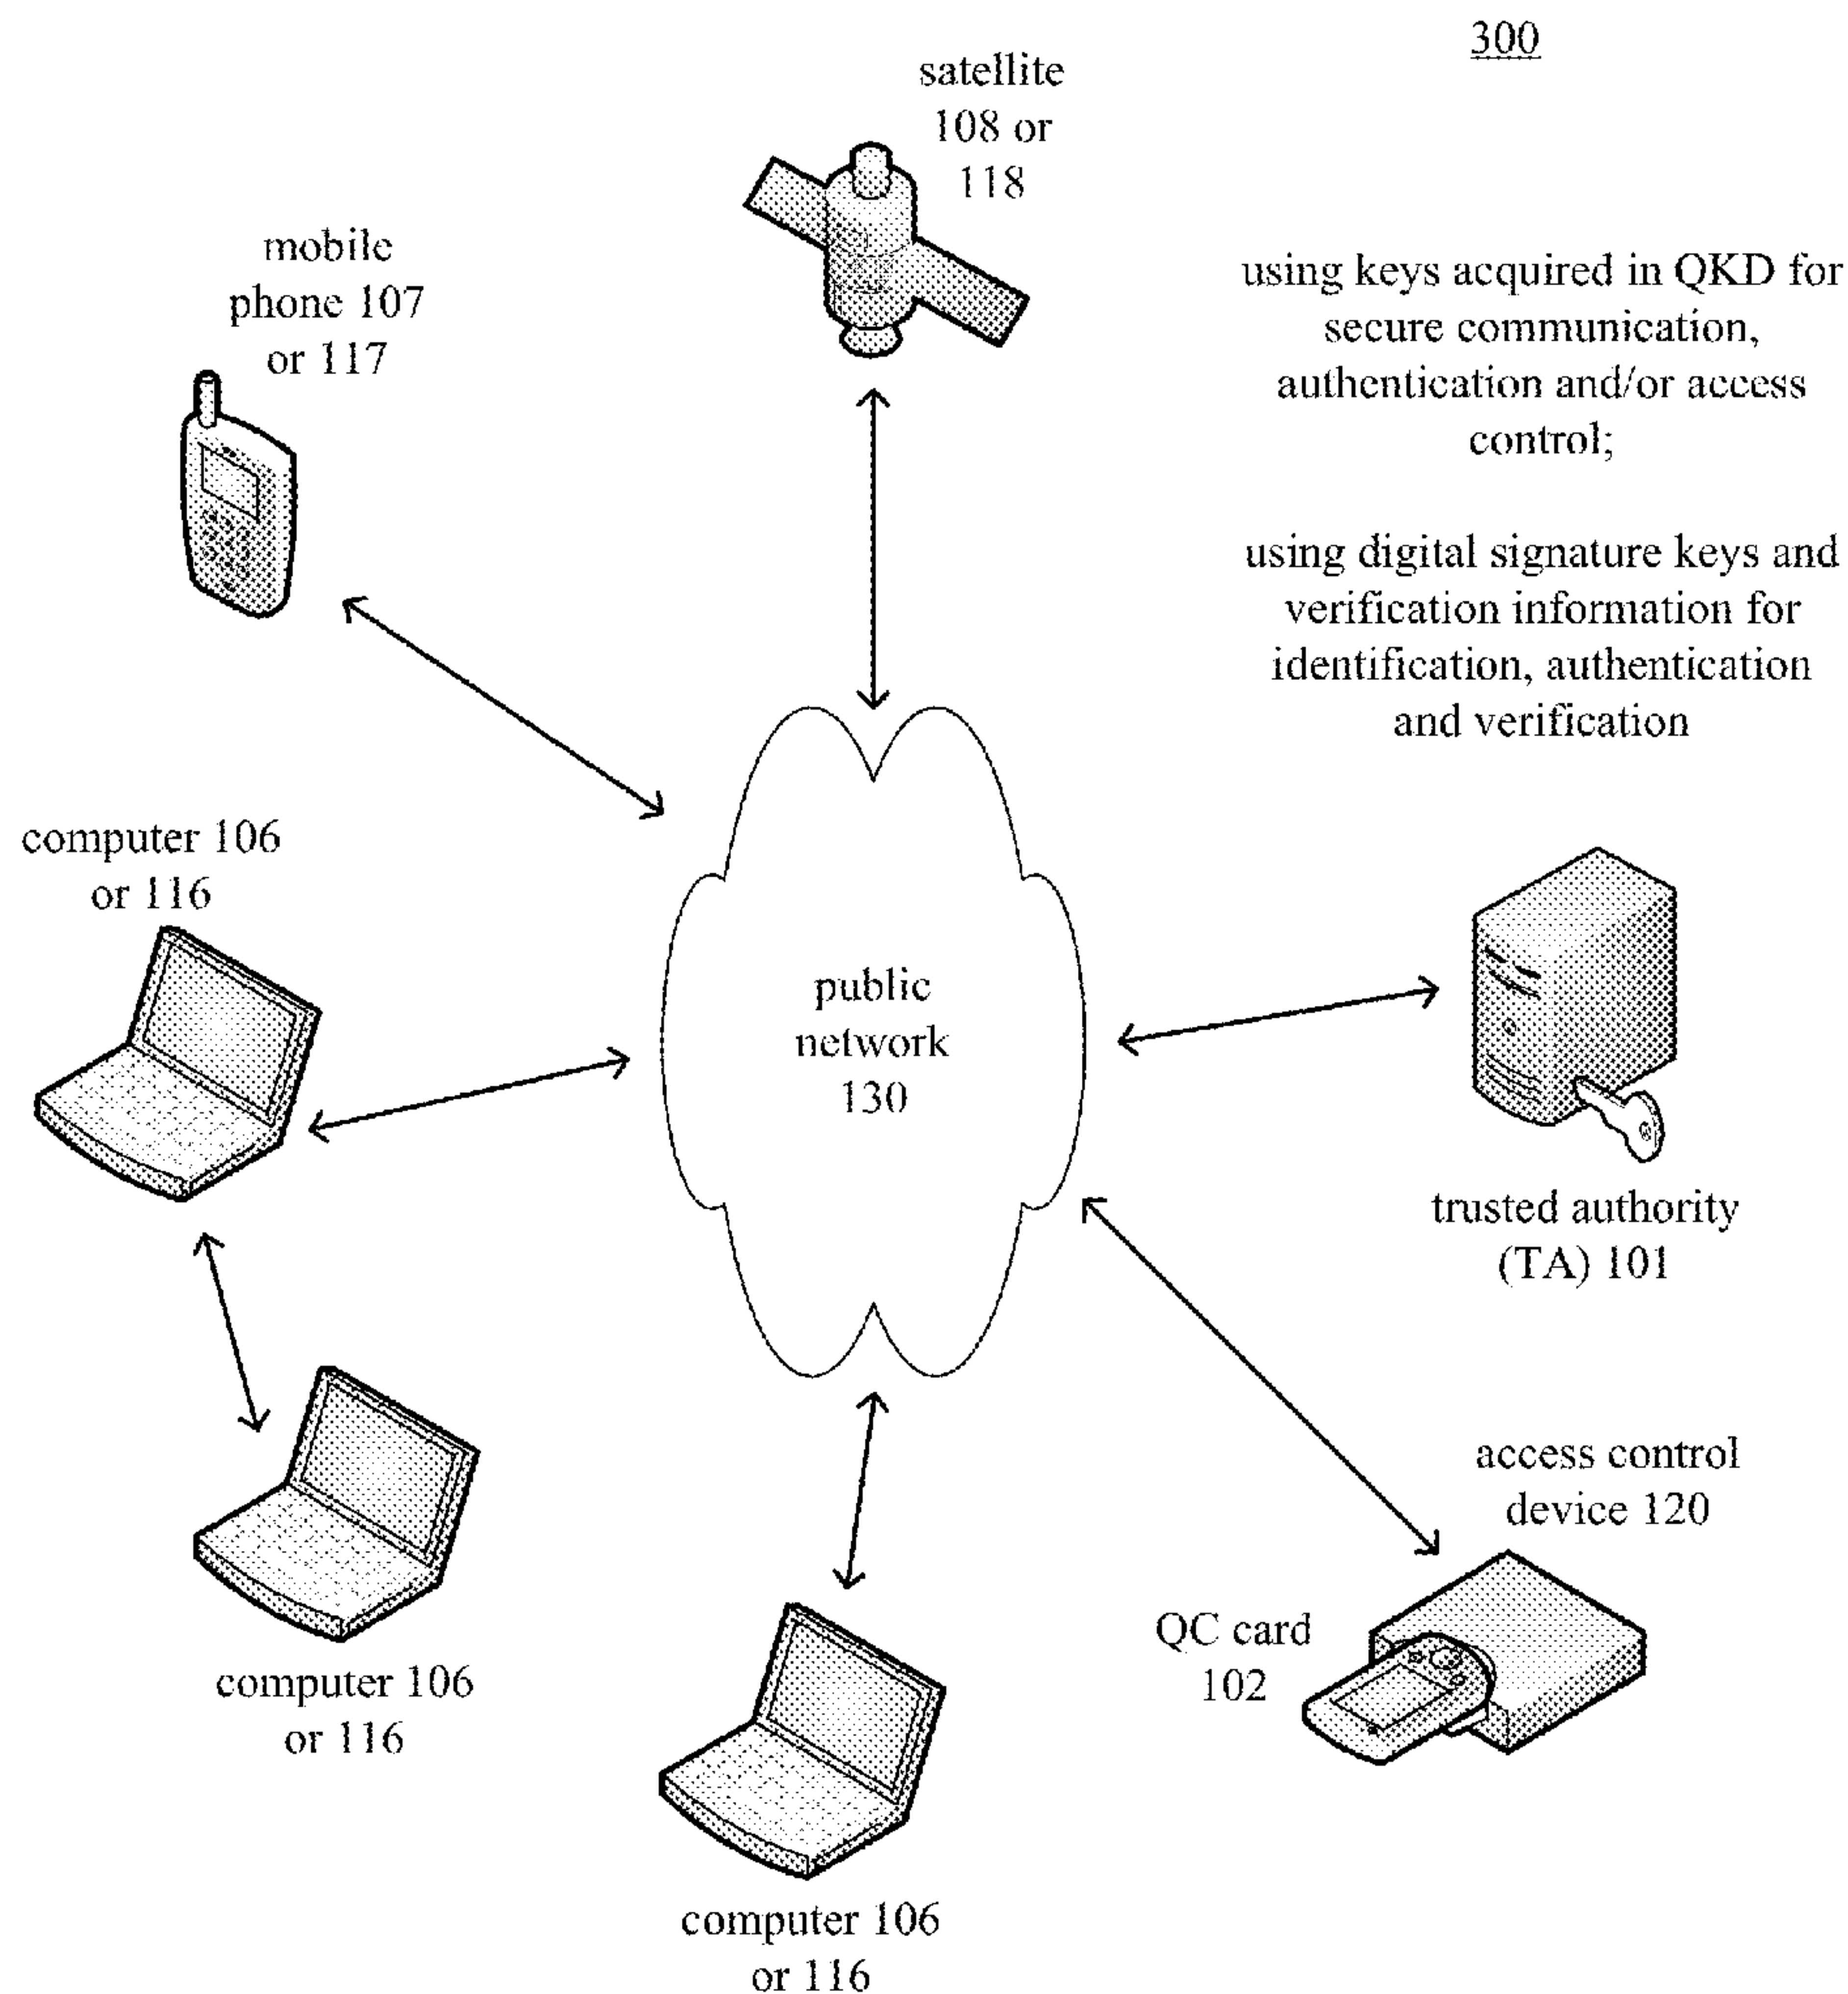 300
satellite
108 or
118
mobile
phone 107
or 117
using keys acquired in QKD for
secure communication,
authentication and/or access
control;
using digital signature keys and
verification information for
identification, authentication
and verification
computer 106
or 116
public
network
130
trusted authority
(TA) 101
access control
device 120
QC card
102
computer 106
or 116
computer 106
or 116